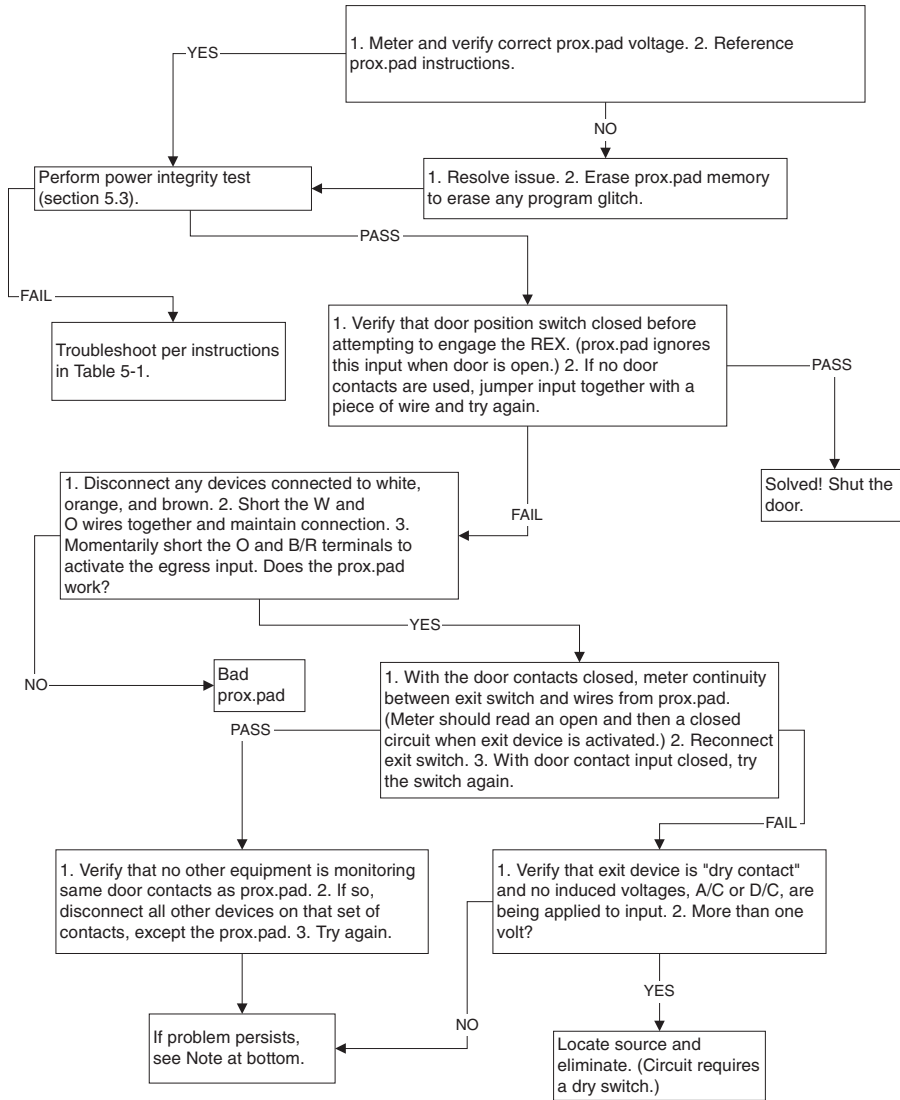 1. Meter and verify correct prox.pad voltage. 2. Reference
prox.pad instructions.
YES
NO
Perform power integrity test
(section 5.3).
1. Resolve issue. 2. Erase prox.pad memory
to erase any program glitch.
PASS
FAIL
Troubleshoot per instructions
in Table 5-1.
1. Verify that door position switch closed before
attempting to engage the REX. (prox.pad ignores
this input when door is open.) 2. If no door
contacts are used, jumper input together with a
piece of wire and try again.
PASS
Solved! Shut the
door.
FAIL
1. Disconnect any devices connected to white,
orange, and brown. 2. Short the W and
O wires together and maintain connection. 3.
Momentarily short the O and B/R terminals to
activate the egress input. Does the prox.pad
work?
YES
NO
Bad
prox.pad
1. With the door contacts closed, meter continuity
between exit switch and wires from prox.pad.
(Meter should read an open and then a closed
circuit when exit device is activated.) 2. Reconnect
exit switch. 3. With door contact input closed, try
the switch again.
PASS
FAIL
1. Verify that no other equipment is monitoring
same door contacts as prox.pad. 2. If so,
disconnect all other devices on that set of
contacts, except the prox.pad. 3. Try again.
1. Verify that exit device is "dry contact"
and no induced voltages, A/C or D/C, are
being applied to input. 2. More than one
volt?
YES
NO
If problem persists,
see Note at bottom.
Locate source and
eliminate. (Circuit requires
a dry switch.)